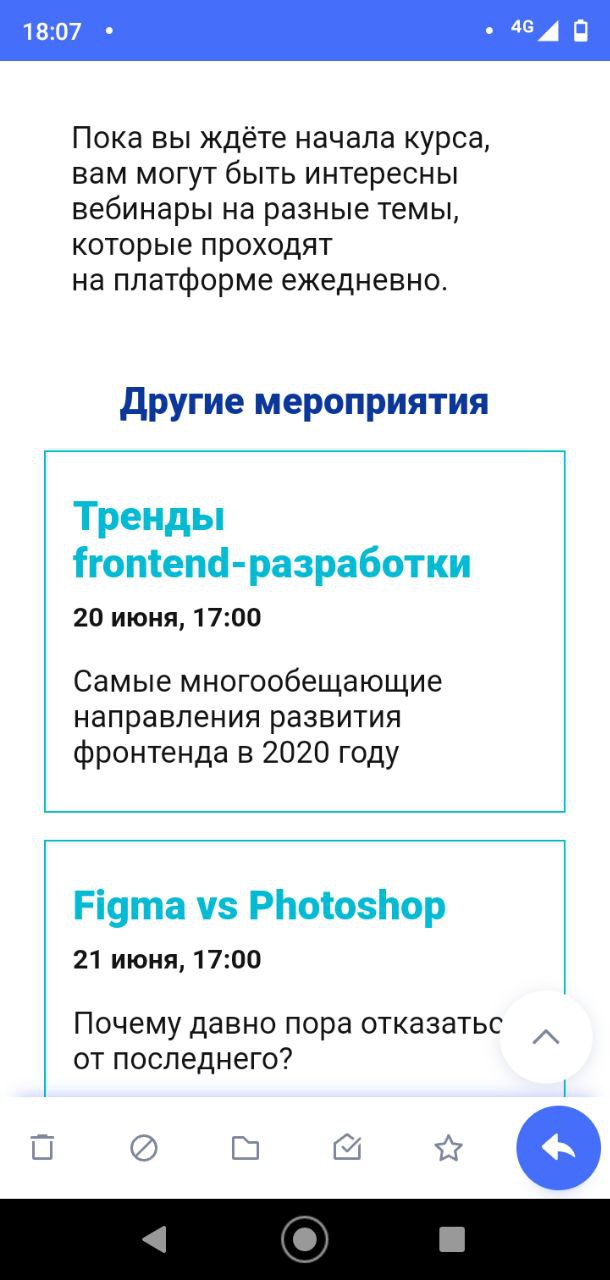 18:07
4G
Пока вы ждёте начала курса,
вам могут быть интересны
вебинары на разные темы,
которые проходят
на платформе ежедневно.
Другие мероприятия
Тренды
frontend-разработки
20 июня, 17:00
Самые многообещающие
направления развития
фронтенда в 2020 году
Figma vs Photoshop
21 июня, 17:00
Почему давно пора отказатьс
от последнего?